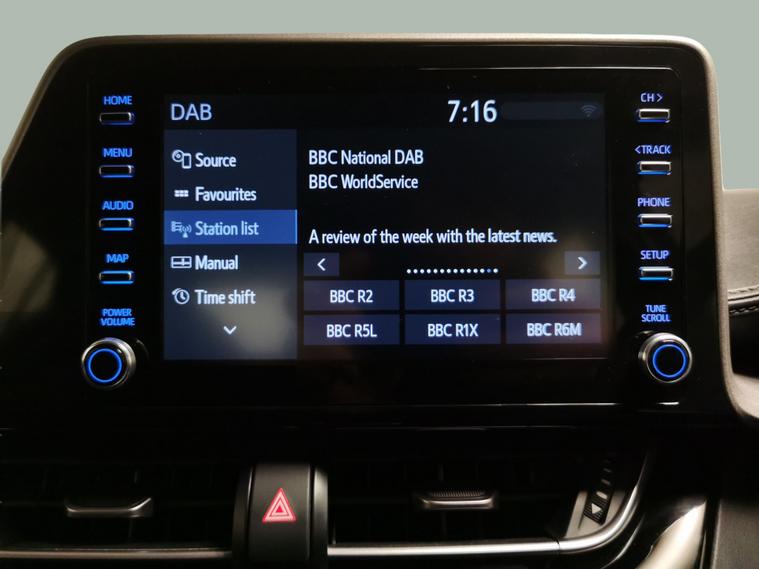 HOME
MENU
AUDIO
MAP
POWER
VOLUME
DAB
7:16
Source
Favourites
Station list
Manual
Time shift
BBC National DAB
BBC WorldService
A review of the week with the latest news.
BBC R2
BBC R3
BBC R4
BBC R5L
BBC R1X
BBC R6M
CH >
< TRACK
PHONE
SETUP
TUNE
SCROLL